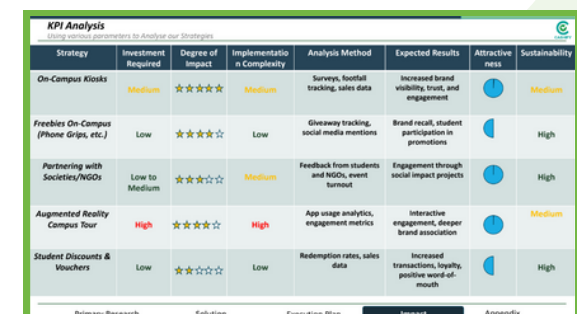 KPI Analysis
Using various parameters to Analyse our Strategies
Strategy
Investment
Required
Degree of
Impact
Implementatio
n Complexity
Analysis Method
Expected Results
Attractive
ness
Sustainability
On-Campus Kiosks
Medium
Medium
Surveys, footfall
tracking, sales data
Increased brand
visibility, trust, and
engagement
Medium
Freebies On-Campus
(Phone Grips, etc.)
Low
Low
Giveaway tracking,
social media mentions
Brand recall, student
participation in
promotions
High
Partnering with
Societies/NGOs
Low to
Medium
Medium
Feedback from students
and NGOs, event
turnout
Engagement through
social impact projects
High
Augmented Reality
Campus Tour
High
High
App usage analytics,
engagement metrics
Interactive
engagement, deeper
brand association
Medium
Student Discounts &
Vouchers
Low
Low
Redemption rates, sales
data
Increased
transactions, loyalty,
positive word-of-
mouth
High
Primary Research
Solution
Execution Plan
Impact
Appendix